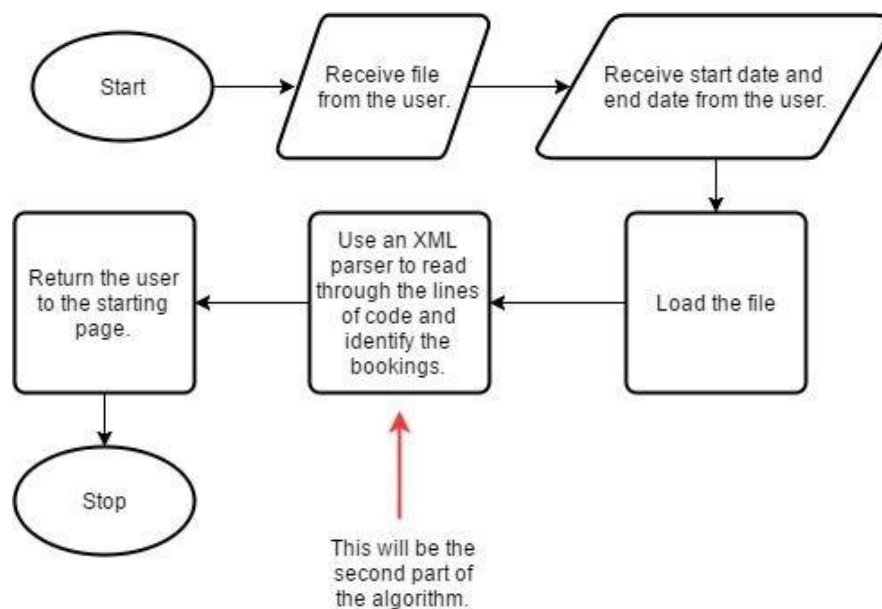 Start
Receive file
from the user.
Receive start date and
end date from the user.
Load the file
Use an XML
parser to read
through the lines
of code and
identify the
bookings.
Return the user
to the starting
page.
Stop
This will be the
second part of
the algorithm.